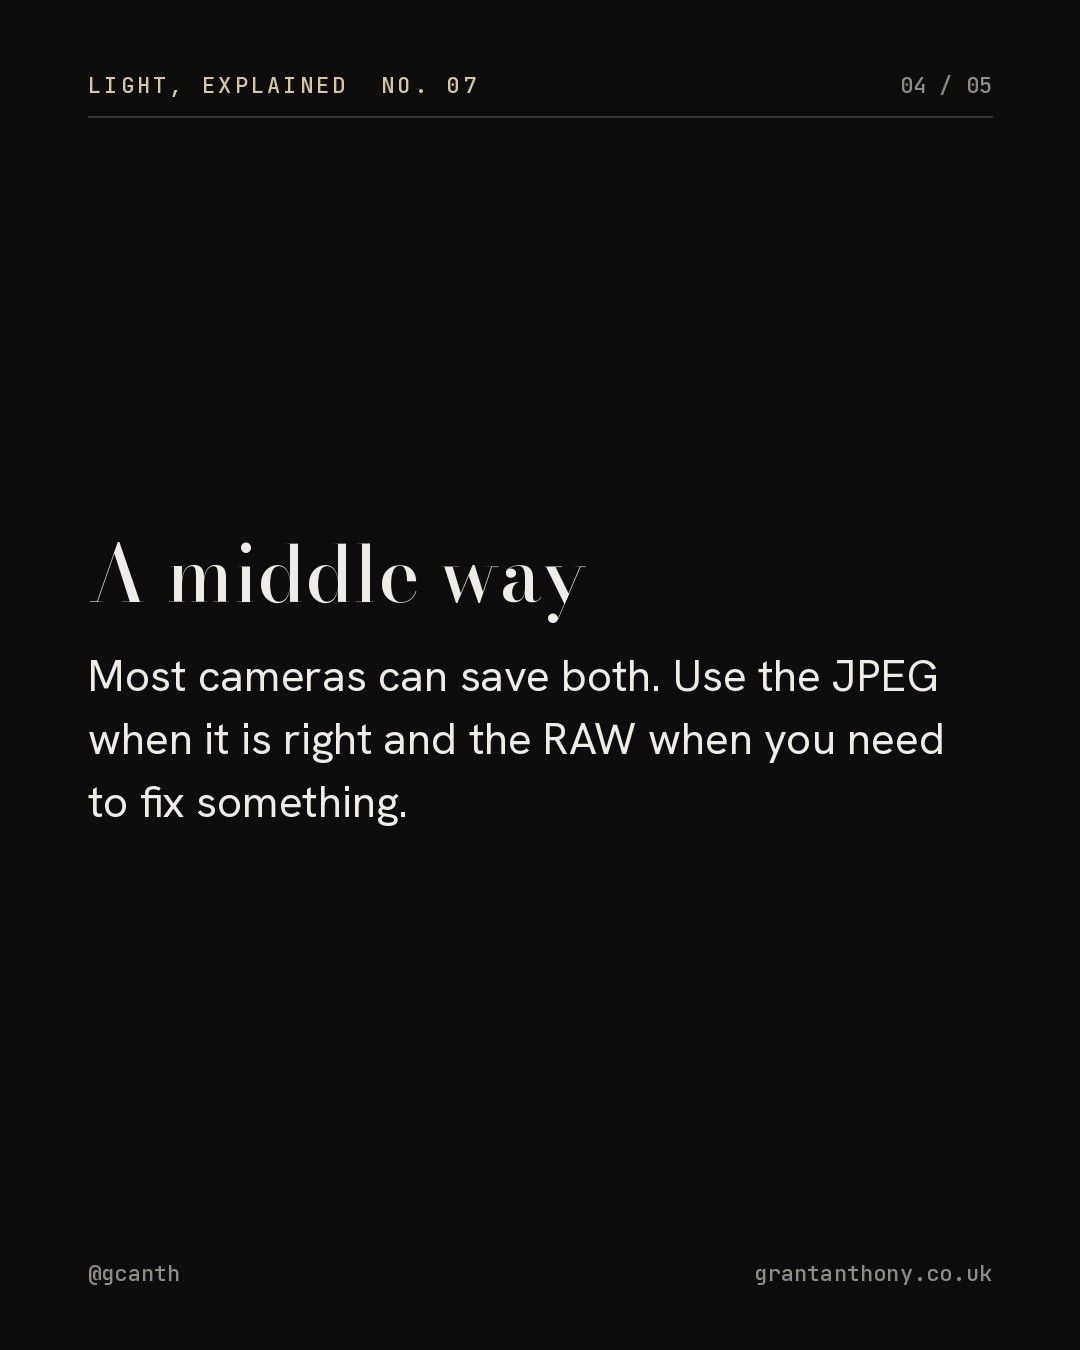 LIGHT, EXPLAINED NO. 07
04 / 05
A middle way
Most cameras can save both. Use the JPEG
when it is right and the RAW when you need
to fix something.
@gcanth
grantanthony.co.uk